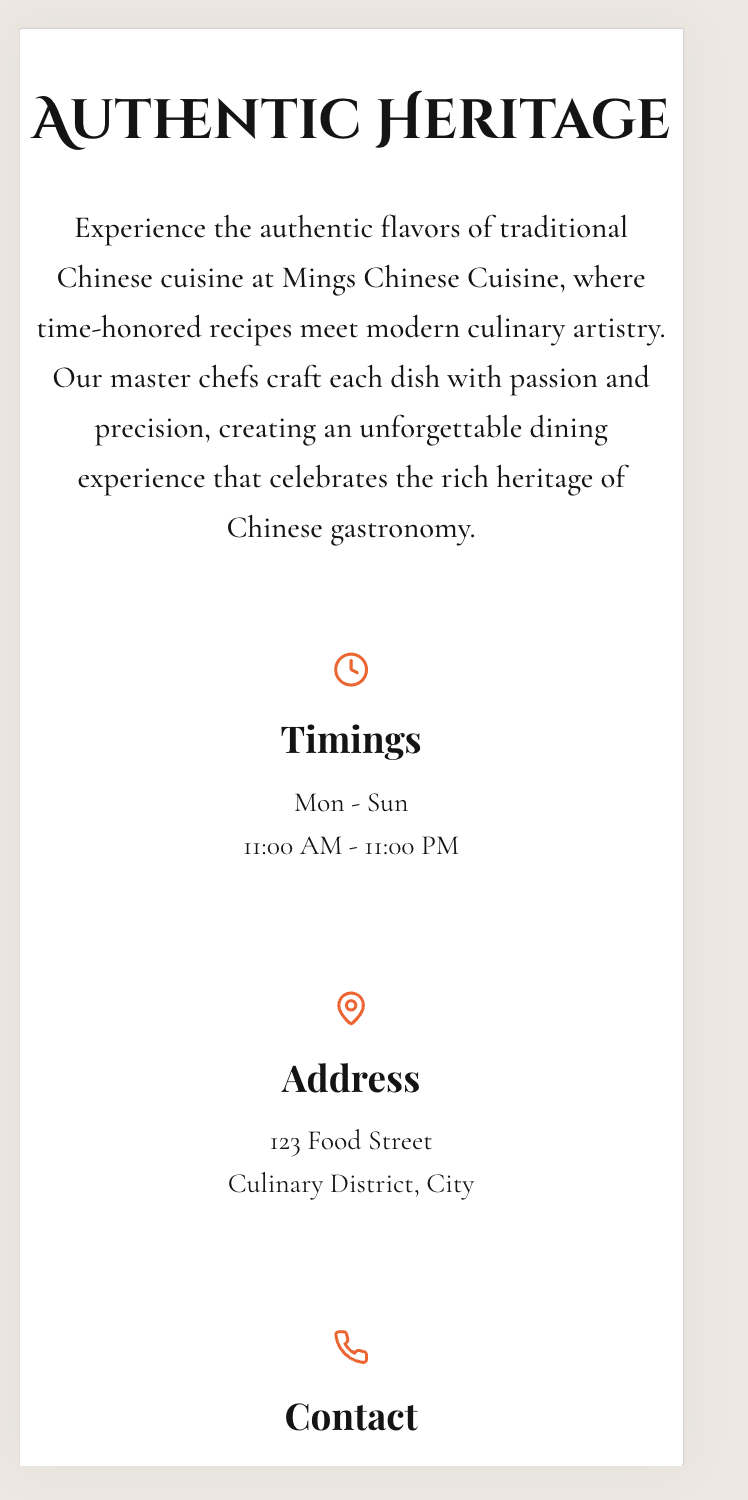 Authentic Heritage
Experience the authentic flavors of traditional
Chinese cuisine at Mings Chinese Cuisine, where
time-honored recipes meet modern culinary artistry.
Our master chefs craft each dish with passion and
precision, creating an unforgettable dining
experience that celebrates the rich heritage of
Chinese gastronomy.
Timings
Mon - Sun
11:00 AM - 11:00 PM
Address
123 Food Street
Culinary District, City
Contact